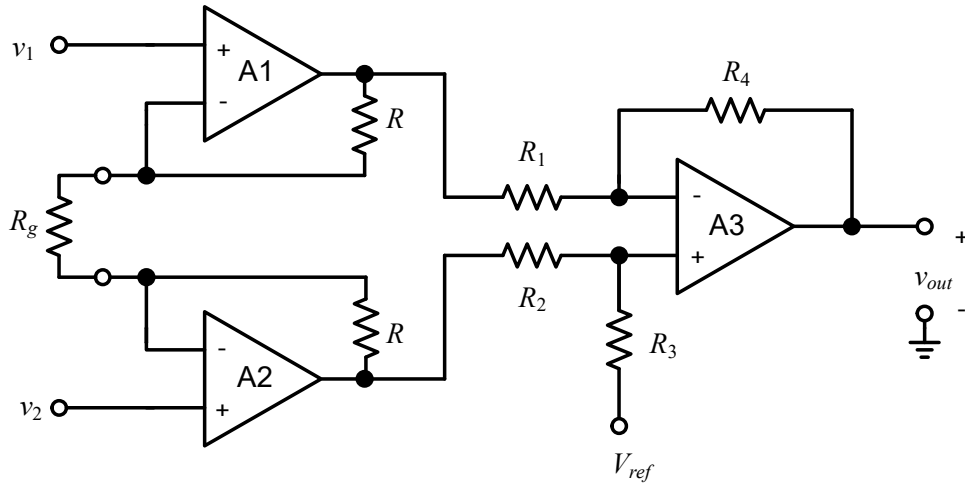 v1
+
A1
-
R
Rg
R1
R4
-
A3
+
+
vout
-
R2
R3
Vref
R
-
A2
+
v2